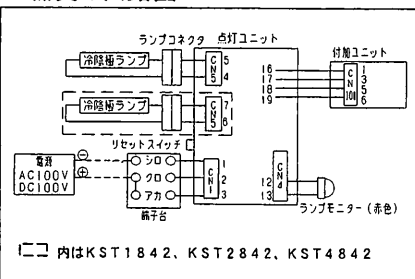 ランプコネクタ 点灯ユニット
付加ユニット
冷陰極ランプ CN5 5 4
16 17 18 19 CN101 1 3 5 6
冷陰極ランプ CN5 7 6
リセットスイッチ
電源 AC100V DC100V
⊖ ⊕
シロ クロ アカ
端子台
CN1 1 2 3
12 13 CN4
ランプモニター(赤色)
内はKST1842、KST2842、KST4842